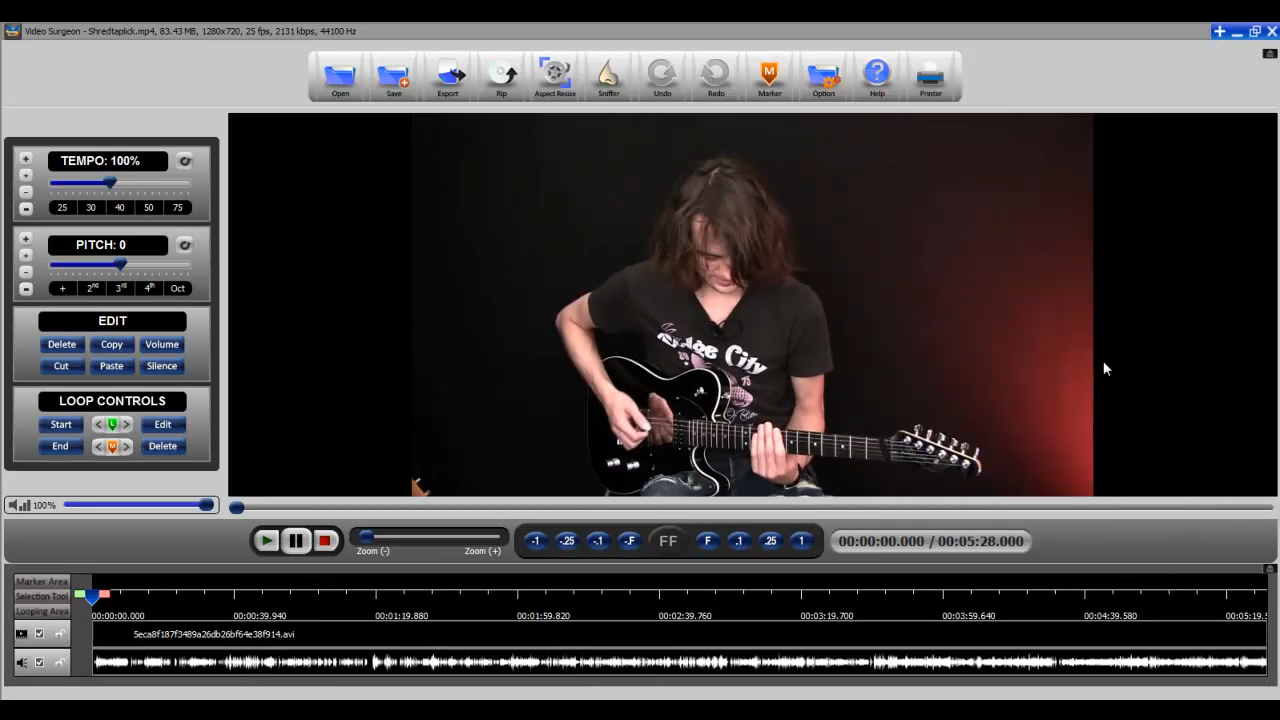 Video Surgeon - Shredtaplick.mp4, 83.43 MB, 1280x720, 25 fps, 2131 kbps, 44100 Hz
Open Save Export Rip Aspect Resize Sniffer Undo Redo Marker Option Help Printer
M
TEMPO: 100%
25 30 40 50 75
PITCH: 0
+ 2nd 3rd 4th Oct
EDIT
Delete Copy Volume
Cut Paste Silence
LOOP CONTROLS
Start < L > Edit
End < M > Delete
City
100%
Zoom (-) Zoom (+)
-1 -.25 -.1 -.F FF F .1 .25 1
00:00:00.000 / 00:05:28.000
Marker Area
Selection Tool
Looping Area
00:00:00.000 00:00:39.940 00:01:19.880 00:01:59.820 00:02:39.760 00:03:19.700 00:03:59.640 00:04:39.580 00:05:19.5
5eca8f187f3489a26db26bf64e38f914.avi